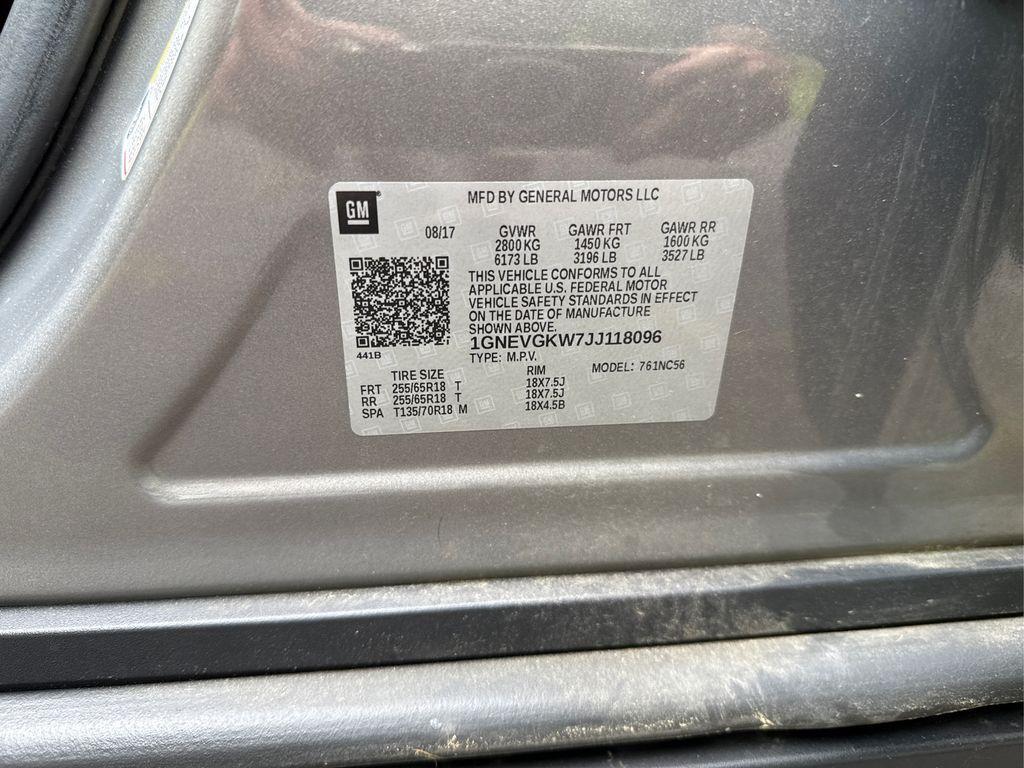 GM
MFD BY GENERAL MOTORS LLC
08/17
GVWR GAWR FRT GAWR RR
2800 KG 1450 KG 1600 KG
6173 LB 3196 LB 3527 LB
THIS VEHICLE CONFORMS TO ALL
APPLICABLE U.S. FEDERAL MOTOR
VEHICLE SAFETY STANDARDS IN EFFECT
ON THE DATE OF MANUFACTURE
SHOWN ABOVE.
1GNEVGKW7JJ118096
441B
TYPE: M.P.V.
MODEL: 761NC56
TIRE SIZE RIM
FRT 255/65R18 T 18X7.5J
RR 255/65R18 T 18X7.5J
SPA T135/70R18 M 18X4.5B